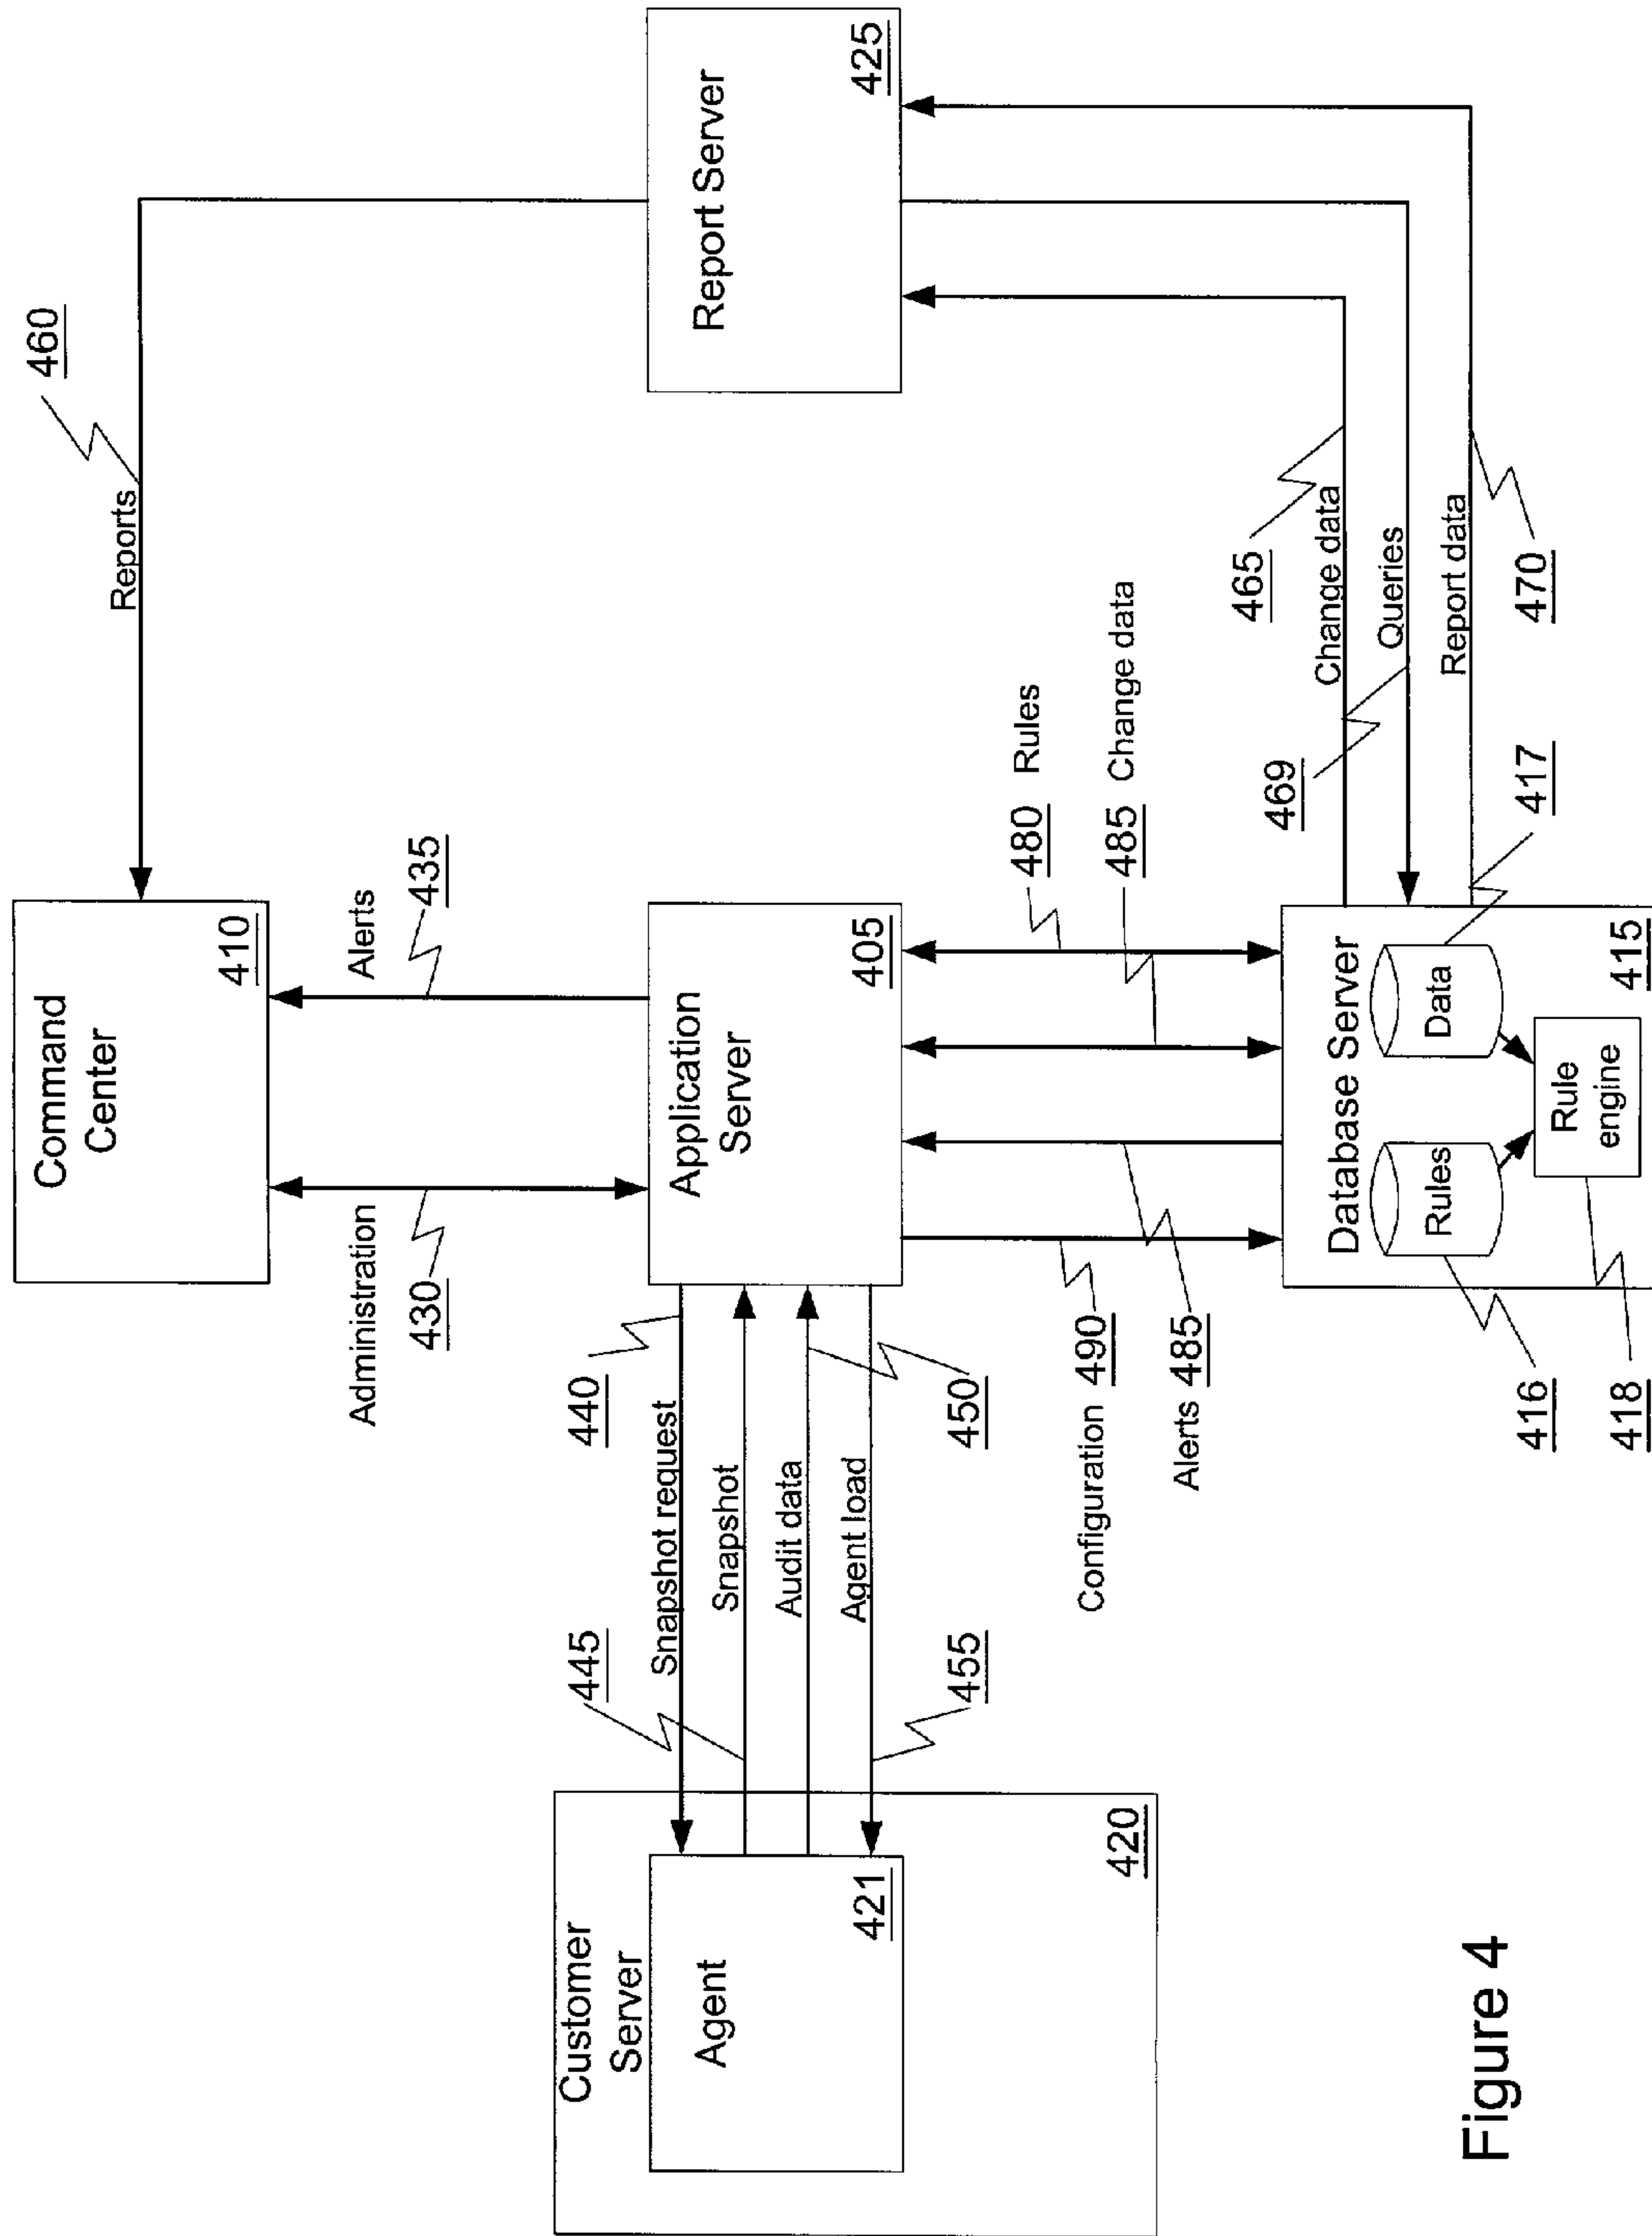 Command
Center
410
460
Reports
Administration
430
Alerts
435
Customer
Server
Agent
421
420
445
Snapshot request
440
Snapshot
Audit data
Agent load
450
455
Application
Server
405
Report Server
425
Configuration 490
Alerts 485
480 Rules
485 Change data
465
Change data
469
Queries
Report data
470
417
Database Server
Rules
Data
Rule
engine
415
416
418
Figure 4